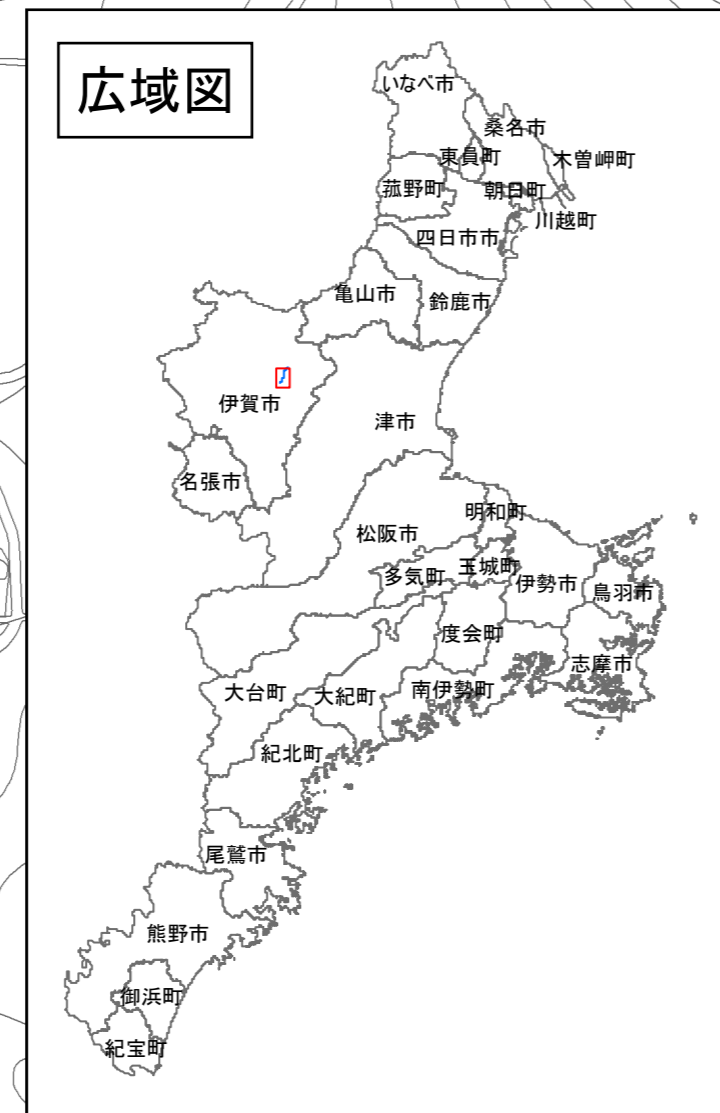 広域図
いなべ市
桑名市
東員町
木曽岬町
菰野町
朝日町
川越町
四日市市
亀山市
鈴鹿市
伊賀市
津市
名張市
明和町
松阪市
多気町
玉城町
伊勢市
鳥羽市
度会町
志摩市
大台町
大紀町
南伊勢町
紀北町
尾鷲市
熊野市
御浜町
紀宝町